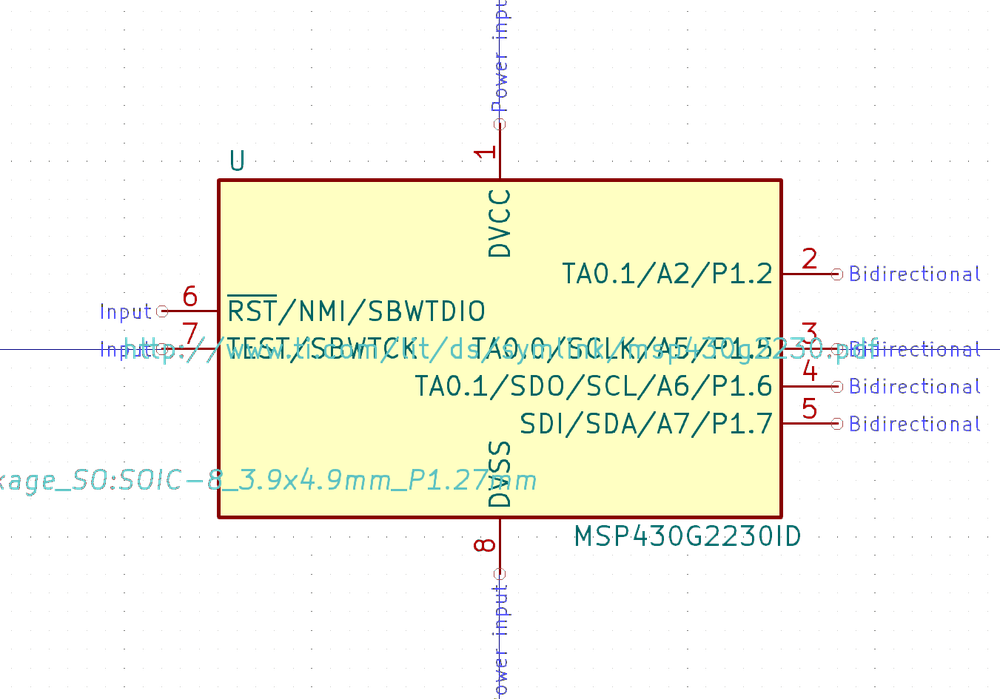 Power input
1
U
DVCC
TA0.1/A2/P1.2
2
Bidirectional
Input
6
RST/NMI/SBWTDIO
Input
7
TEST/SBWTCK
TA0.0/SCLK/A5/P1.5
3
Bidirectional
TA0.1/SDO/SCL/A6/P1.6
4
Bidirectional
SDI/SDA/A7/P1.7
5
Bidirectional
http://www.ti.com/lit/ds/symlink/msp430g2230.pdf
kage_SO:SOIC-8_3.9x4.9mm_P1.27mm
DVSS
8
MSP430G2230ID
ower input